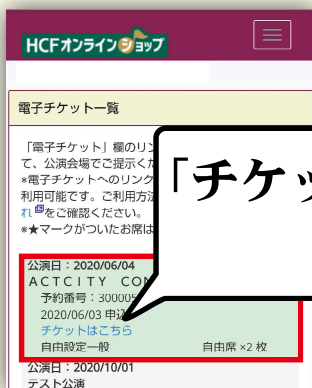 HCFオンラインショップ
電子チケット一覧
「電子チケット」欄のリン
て、公演会場でご提示くだ
*電子チケットへのリンク
利用可能です。ご利用方法
れ をご確認ください。
*★マークがついたお席は
「チケッ
公演日：2020/06/04
ACTCITY CON
予約番号：300005
2020/06/03 申込
チケットはこちら
自由設定一般 自由席 ×2 枚
公演日：2020/10/01
テスト公演